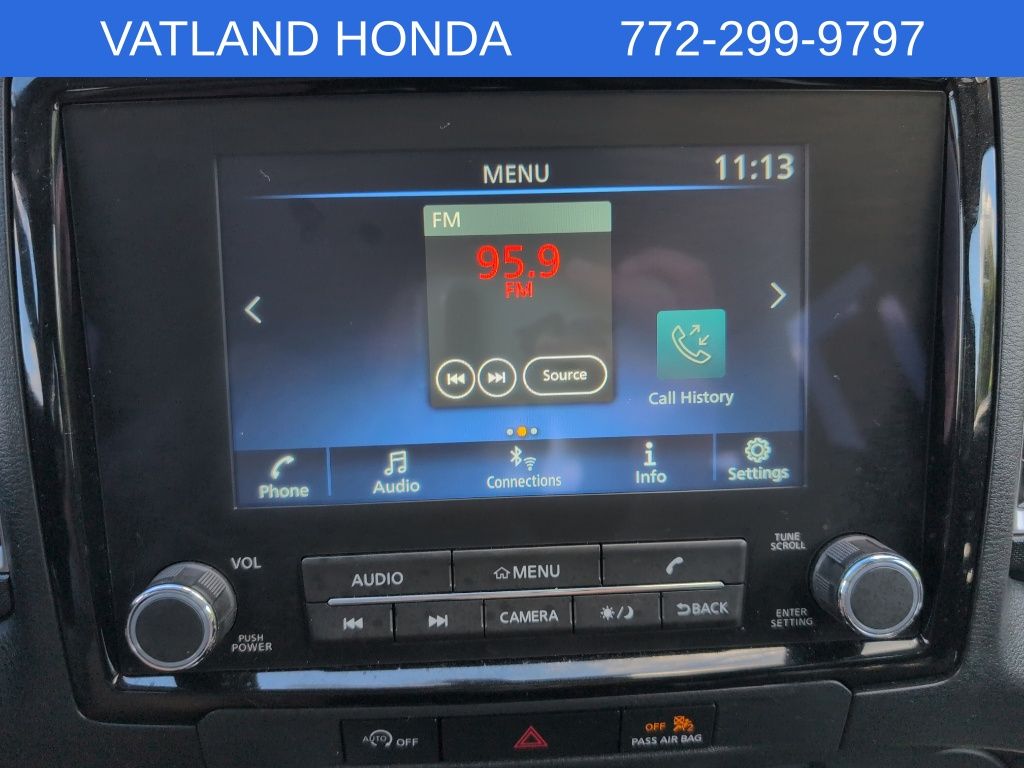 VATLAND HONDA 772-299-9797
MENU 11:13
FM
95.9
FM
Source
Call History
Phone Audio Connections Info Settings
VOL
PUSH
POWER
AUDIO MENU
CAMERA BACK
TUNE
SCROLL
ENTER
SETTING
AUTO OFF
OFF 2
PASS AIR BAG